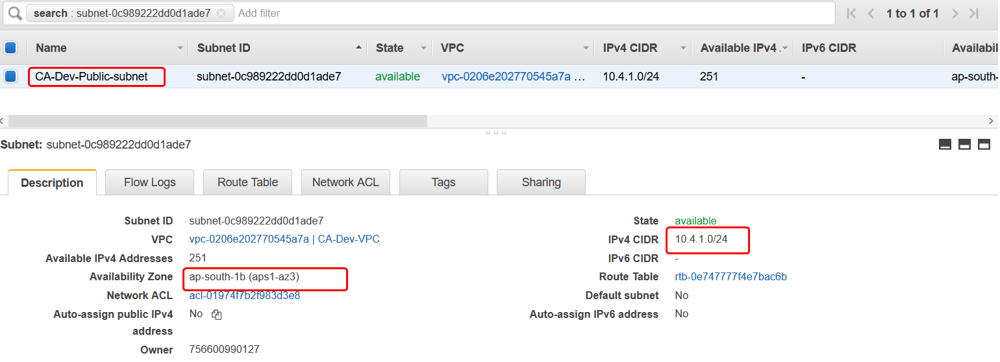 search : subnet-0c989222dd0d1ade7 Add filter 1 to 1 of 1
Name Subnet ID State VPC IPv4 CIDR Available IPv4 . IPv6 CIDR Availabil
CA-Dev-Public-subnet subnet-0c989222dd0d1ade7 available vpc-0206e202770545a7a ... 10.4.1.0/24 251 - ap-south-
Subnet: subnet-0c989222dd0d1ade7
Description Flow Logs Route Table Network ACL Tags Sharing
Subnet ID subnet-0c989222dd0d1ade7 State available
VPC vpc-0206e202770545a7a | CA-Dev-VPC IPv4 CIDR 10.4.1.0/24
Available IPv4 Addresses 251 IPv6 CIDR -
Availability Zone ap-south-1b (aps1-az3) Route Table rtb-0e747777f4e7bac6b
Network ACL acl-01974f7b2f983d3e8 Default subnet No
Auto-assign public IPv4 No Auto-assign IPv6 address No
address
Owner 756600990127